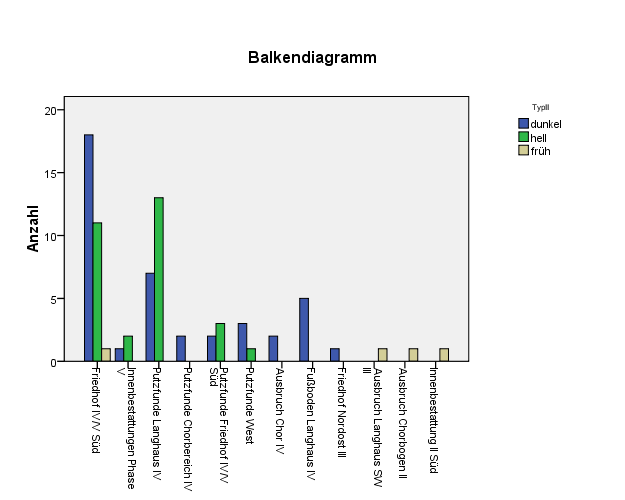 Balkendiagramm
TypII
dunkel
hell
früh
Anzahl
20
15
10
5
0
Friedhof IV/V Süd
Innenbestattungen Phase
V
Putzfunde Langhaus IV
Putzfunde Chorbereich IV
Putzfunde Friedhof IV/V
Süd
Putzfunde West
Ausbruch Chor IV
Fußboden Langhaus IV
Friedhof Nordost III
Ausbruch Langhaus SW
III
Ausbruch Chorbogen II
Innenbestattung II Süd